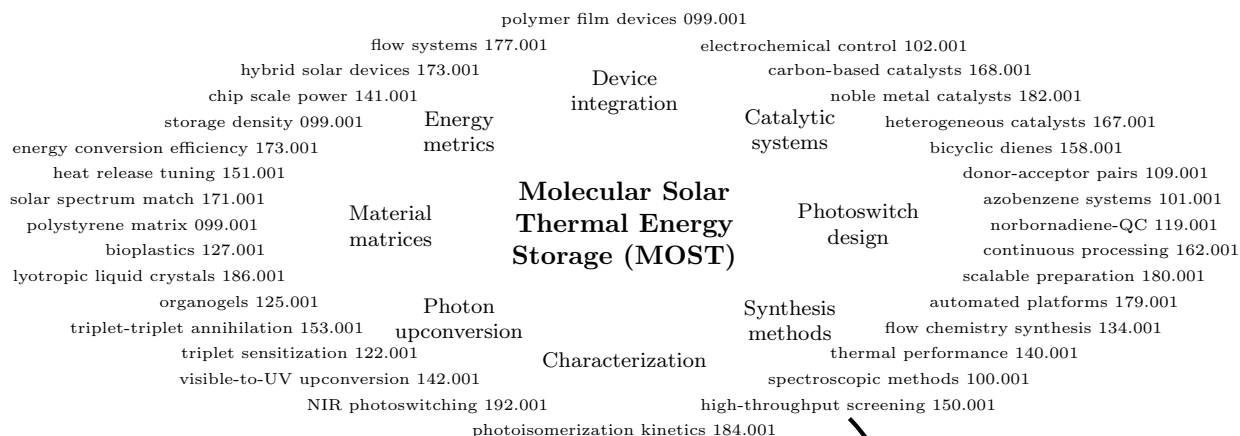 polymer film devices 099.001
flow systems 177.001
electrochemical control 102.001
hybrid solar devices 173.001
carbon-based catalysts 168.001
chip scale power 141.001
noble metal catalysts 182.001
storage density 099.001
heterogeneous catalysts 167.001
energy conversion efficiency 173.001
bicyclic dienes 158.001
heat release tuning 151.001
donor-acceptor pairs 109.001
solar spectrum match 171.001
azobenzene systems 101.001
polystyrene matrix 099.001
norbornadiene-QC 119.001
bioplastics 127.001
continuous processing 162.001
lyotropic liquid crystals 186.001
scalable preparation 180.001
organogels 125.001
automated platforms 179.001
triplet-triplet annihilation 153.001
flow chemistry synthesis 134.001
triplet sensitization 122.001
thermal performance 140.001
visible-to-UV upconversion 142.001
spectroscopic methods 100.001
NIR photoswitching 192.001
high-throughput screening 150.001
photoisomerization kinetics 184.001
Device
integration
Energy
metrics
Catalytic
systems
Material
matrices
Molecular Solar
Thermal Energy
Storage (MOST)
Photoswitch
design
Photon
upconversion
Synthesis
methods
Characterization